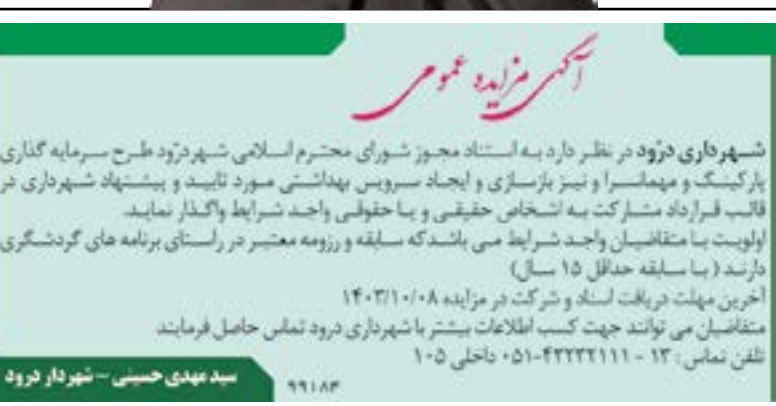 آگهی مزایده عمومی
شهرداری درّود در نظر دارد به استناد مجوز شورای محترم اسلامی شهر درّود طرح سرمایه گذاری
پارکینگ و مهمانسرا و نیز بازسازی و ایجاد سرویس بهداشتی مورد تایید و پیشنهاد شهرداری در
قالب قرارداد مشارکت به اشخاص حقیقی و یا حقوقی واجد شرایط واگذار نماید.
اولویت با متقاضیان واجد شرایط می باشدکه سابقه و رزومه معتبر در راستای برنامه های گردشگری
دارند (با سابقه حداقل ۱۵ سال)
آخرین مهلت دریافت اسناد و شرکت در مزایده ۱۴۰۳/۱۰/۰۸
متقاضیان می توانند جهت کسب اطلاعات بیشتر با شهرداری درود تماس حاصل فرمایند
تلفن تماس : ۱۳ - ۰۵۱-۴۳۲۳۲۱۱۱ داخلی ۱۰۵
سید مهدی حسینی – شهردار درود
۹۹۱۸۴